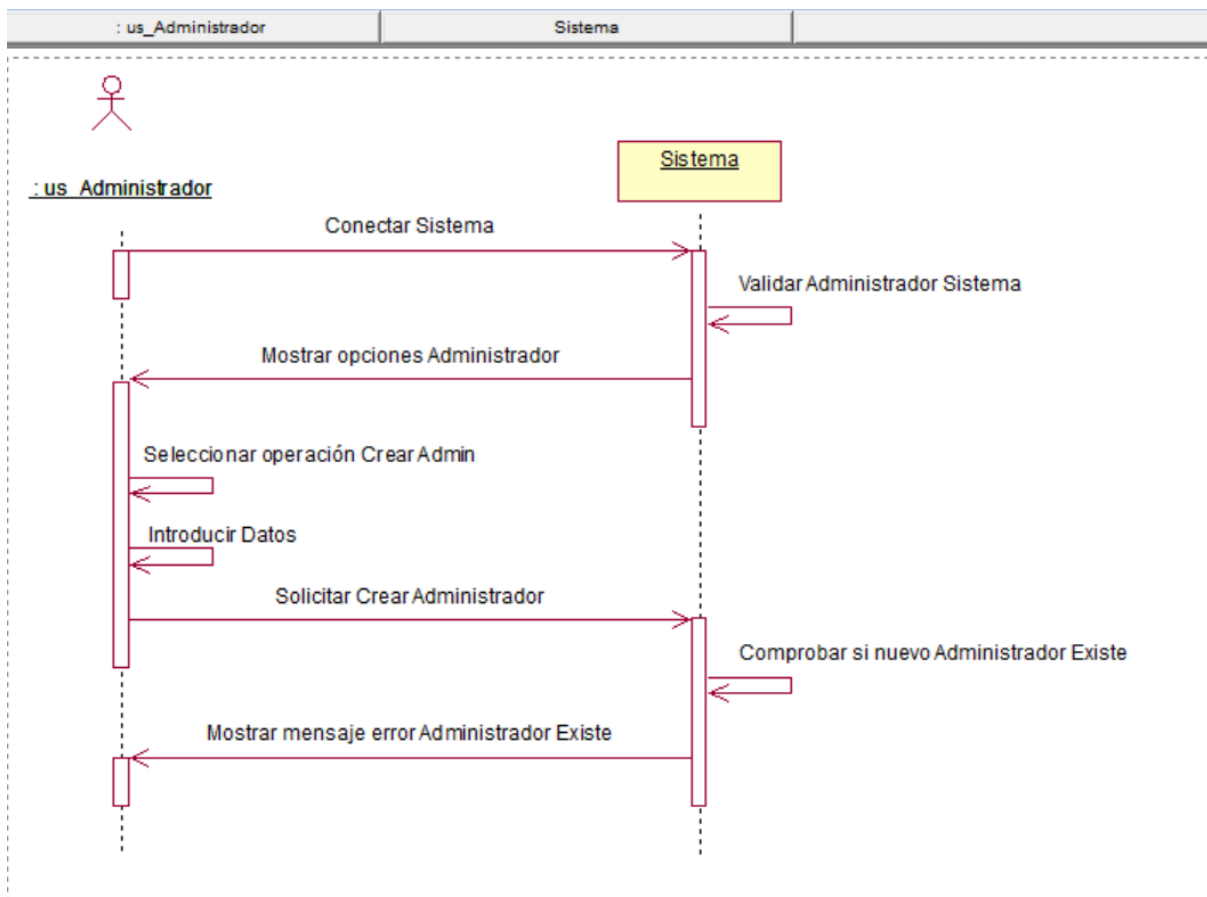 : us_Administrador
Sistema
Sistema
: us_Administrador
Conectar Sistema
Validar Administrador Sistema
Mostrar opciones Administrador
Seleccionar operación Crear Admin
Introducir Datos
Solicitar Crear Administrador
Comprobar si nuevo Administrador Existe
Mostrar mensaje error Administrador Existe